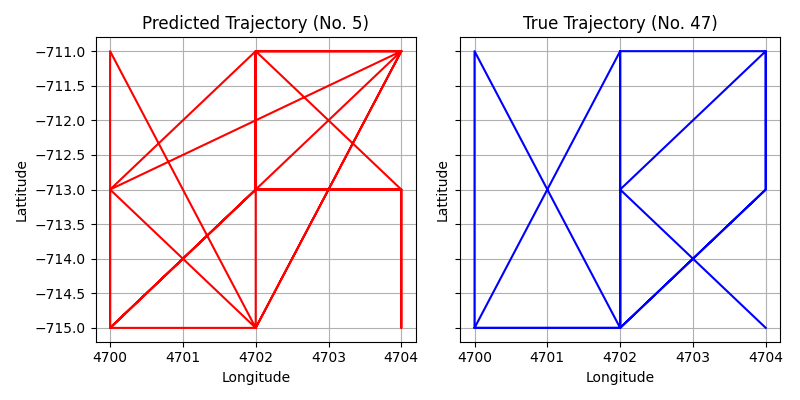 Predicted Trajectory (No. 5)
True Trajectory (No. 47)
Lattitude
−711.0
−711.5
−712.0
−712.5
−713.0
−713.5
−714.0
−714.5
−715.0
4700 4701 4702 4703 4704
Longitude
Lattitude
4700 4701 4702 4703 4704
Longitude